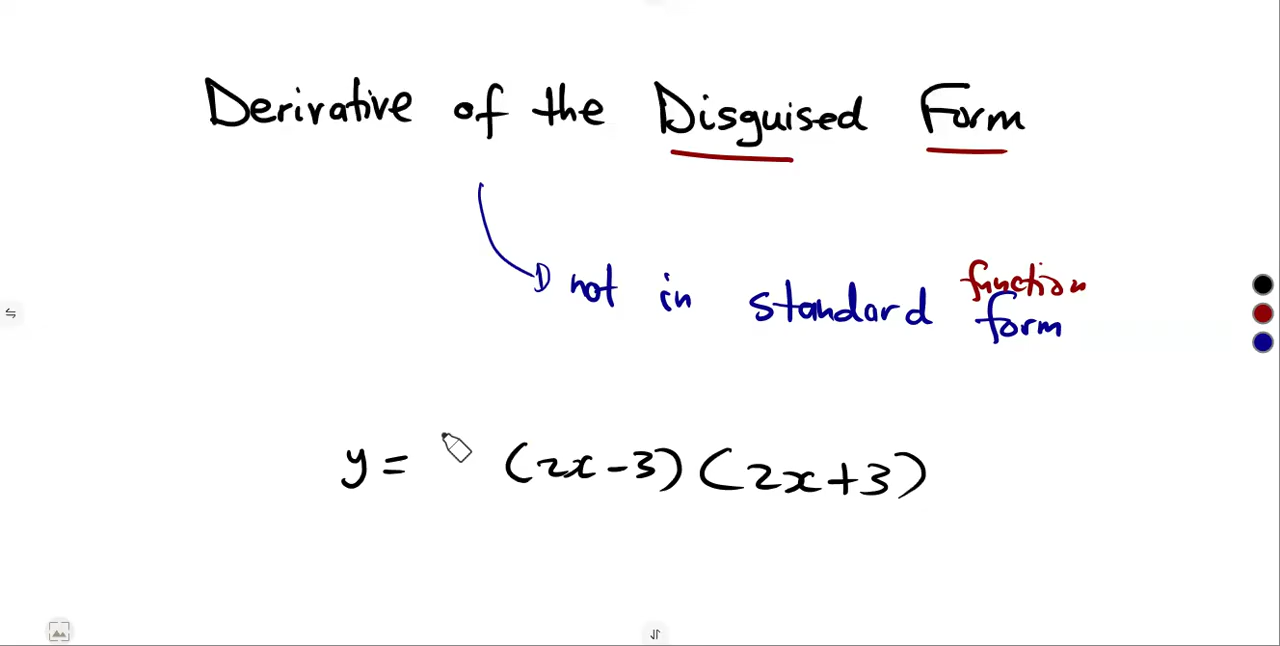 Derivative of the Disguised Form
not in standard function form
y = (2x-3)(2x+3)